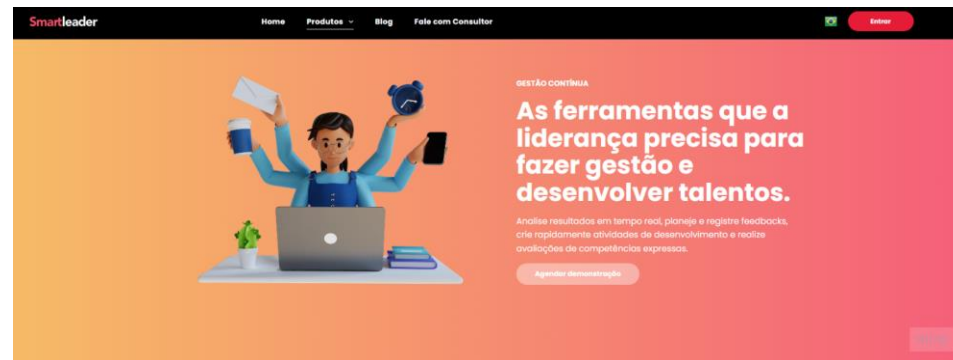 Smartleader
Home Produtos Blog Fale com Consultor
Entrar
GESTÃO CONTÍNUA
As ferramentas que a
liderança precisa para
fazer gestão e
desenvolver talentos.
Analise resultados em tempo real, planeje e registre feedbacks,
crie rapidamente atividades de desenvolvimento e realize
avaliações de competências expressas.
Agendar demonstração